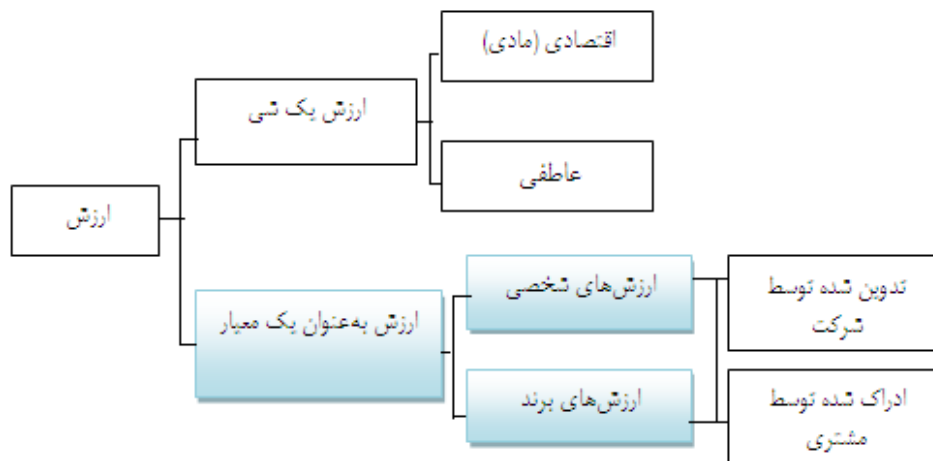 ارزش
ارزش یک شی
اقتصادی (مادی)
عاطفی
ارزش به‌عنوان یک معیار
ارزش‌های شخصی
ارزش‌های برند
تدوین شده توسط
شرکت
ادراک شده توسط
مشتری